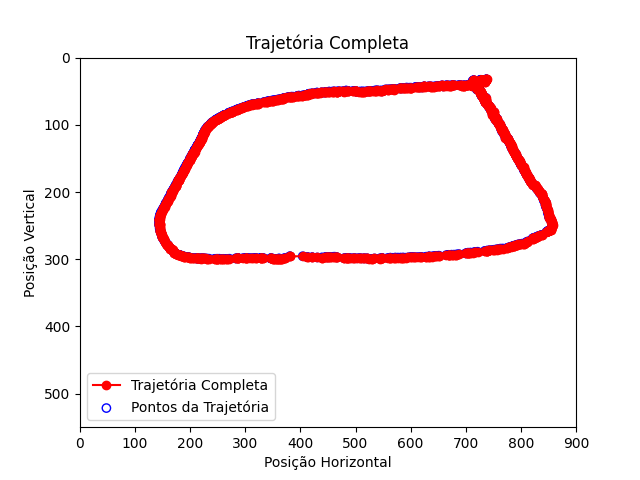 Trajetória Completa
0
100
200
300
400
500
Posição Vertical
Trajetória Completa
Pontos da Trajetória
0 100 200 300 400 500 600 700 800 900
Posição Horizontal